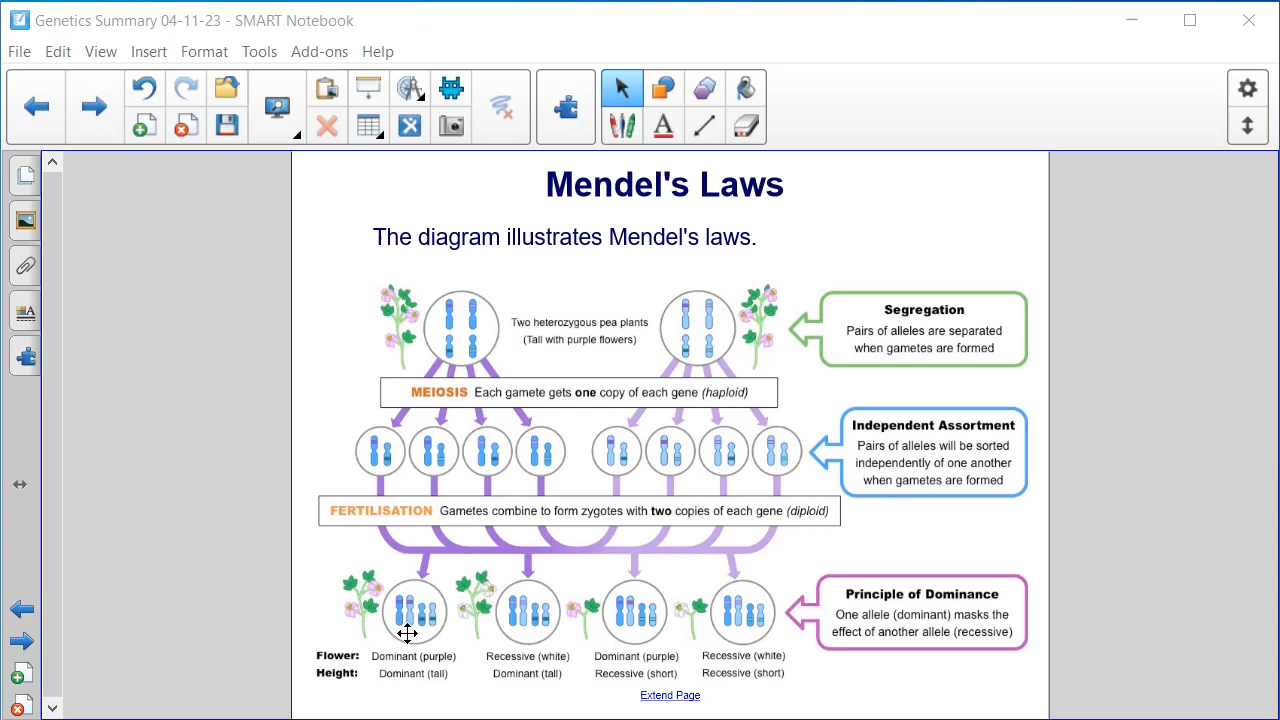 Genetics Summary 04-11-23 - SMART Notebook
File Edit View Insert Format Tools Add-ons Help
Mendel's Laws
The diagram illustrates Mendel's laws.
Two heterozygous pea plants
(Tall with purple flowers)
Segregation
Pairs of alleles are separated
when gametes are formed
MEIOSIS Each gamete gets one copy of each gene (haploid)
Independent Assortment
Pairs of alleles will be sorted
independently of one another
when gametes are formed
FERTILISATION Gametes combine to form zygotes with two copies of each gene (diploid)
Principle of Dominance
One allele (dominant) masks the
effect of another allele (recessive)
Flower: Dominant (purple) Recessive (white) Dominant (purple) Recessive (white)
Height: Dominant (tall) Dominant (tall) Recessive (short) Recessive (short)
Extend Page